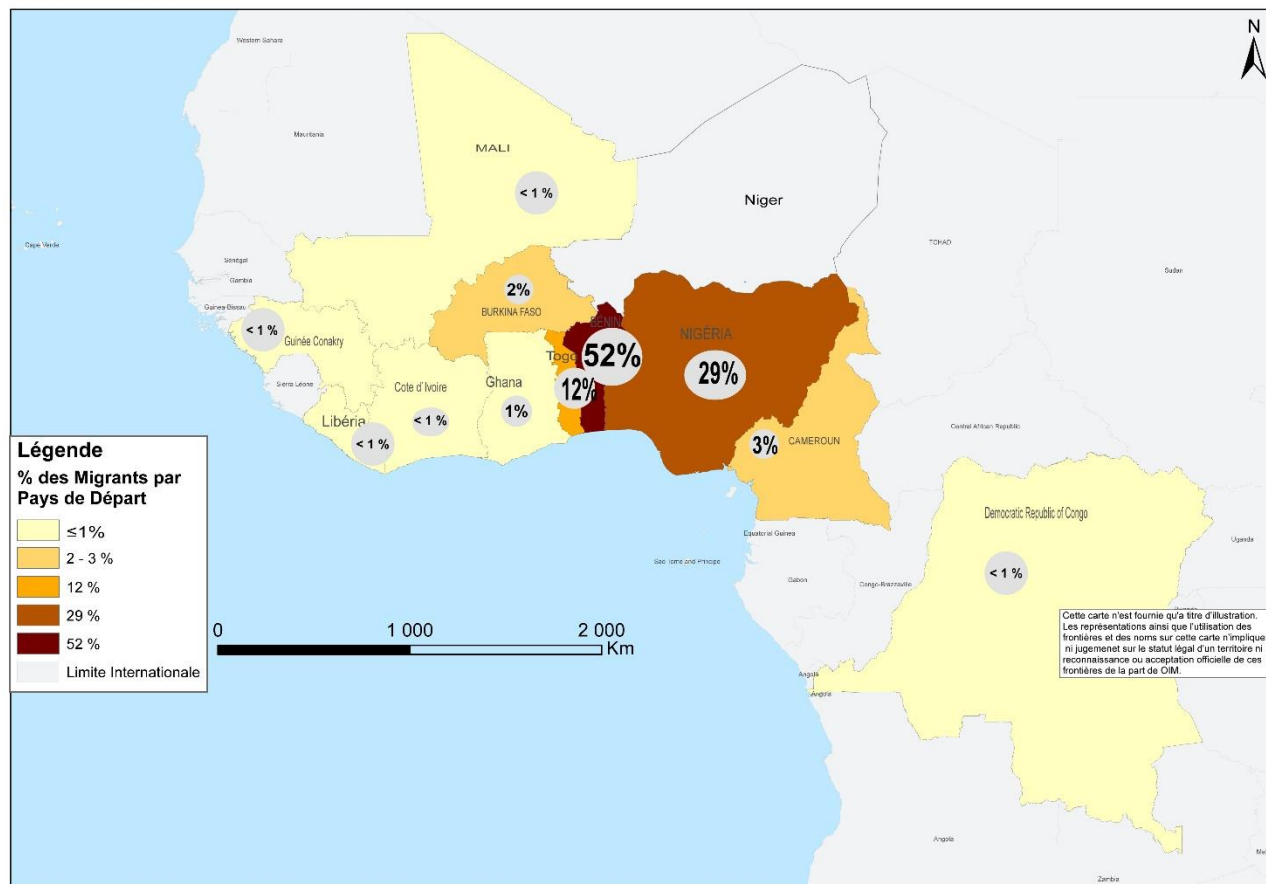 N
Western Sahara
Mauritania
MALI
< 1 %
Niger
Cape Verde
TCHAD
Sénégal
Sudan
Gambia
Guinea-Bissau
2%
BURKINA FASO
BENIN
< 1 %
Guinée Conakry
NIGÉRIA
Togo
52%
29%
Sierra Léone
Cote d'Ivoire
Ghana
12%
1%
Libéria
< 1 %
< 1 %
3%
CAMEROUN
Central African Republic
Légende
% des Migrants par
Pays de Départ
≤1%
2 - 3 %
12 %
29 %
52 %
Limite Internationale
Democratic Republic of Congo
Equatorial Guinea
Uganda
Sao Tome and Principe
Gabon
Congo-Brazzaville
< 1 %
0 1 000 2 000
Km
Cette carte n'est fournie qu'a titre d'illustration.
Les représentations ainsi que l'utilisation des
frontières et des noms sur cette carte n'implique
ni jugemenet sur le statut légal d'un territoire ni
reconnaissance ou acceptation officielle de ces
frontières de la part de OIM.
Angola
Angola
Angola
Zambia